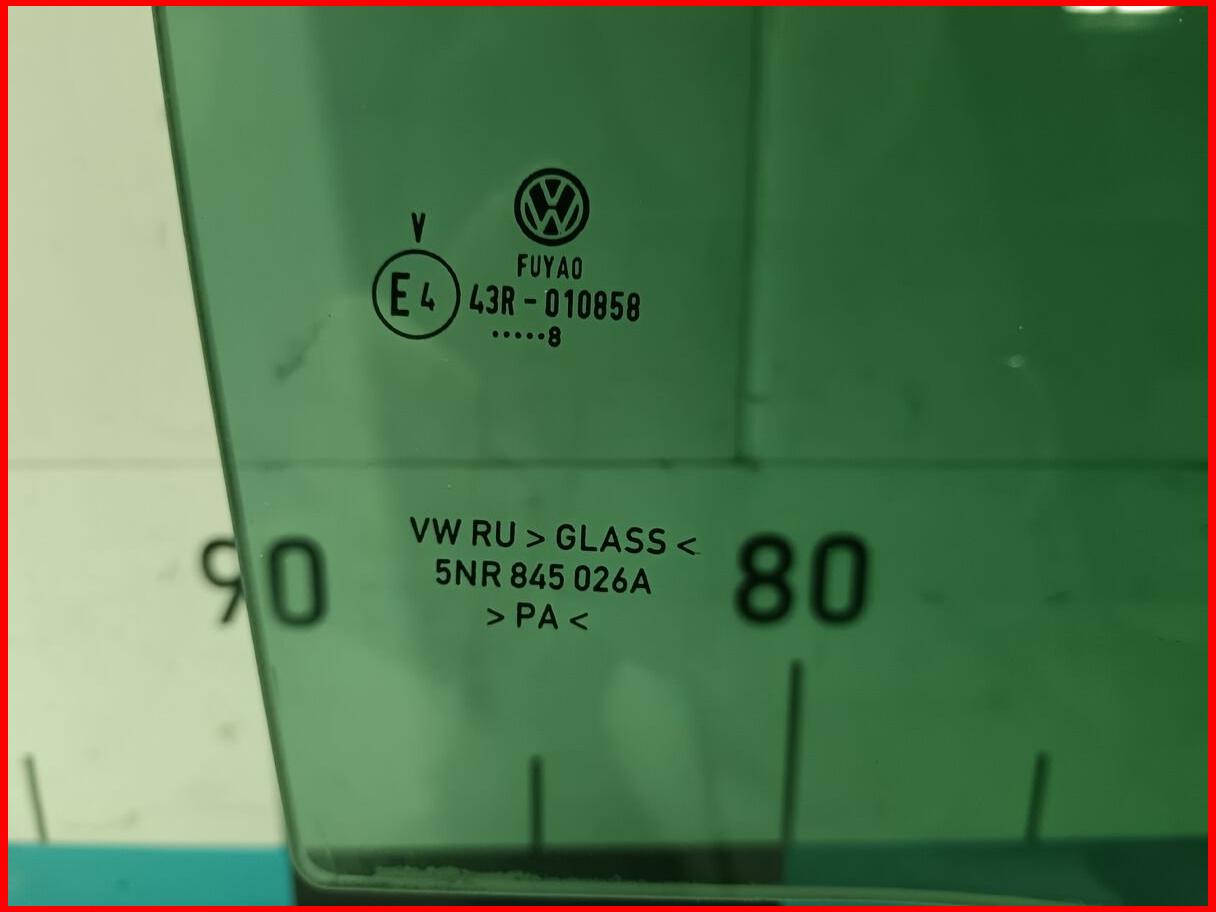 V
FUYAO
E4 43R-010858
.....8
VW RU >GLASS<
5NR 845 026A
>PA<
90 80